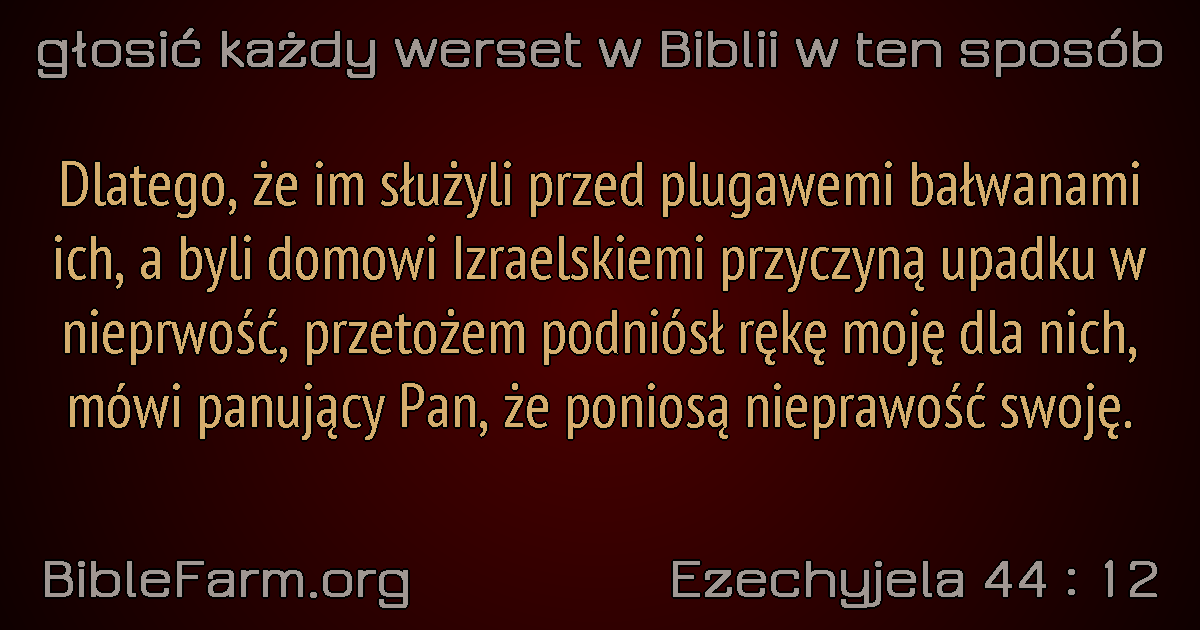 głosić każdy werset w Biblii w ten sposób
Dlatego, że im służyli przed plugawemi bałwanami
ich, a byli domowi Izraelskiemi przyczyną upadku w
nieprwość, przetożem podniósł rękę moję dla nich,
mówi panujący Pan, że poniosą nieprawość swoję.
BibleFarm.org
Ezechyjela 44 : 12